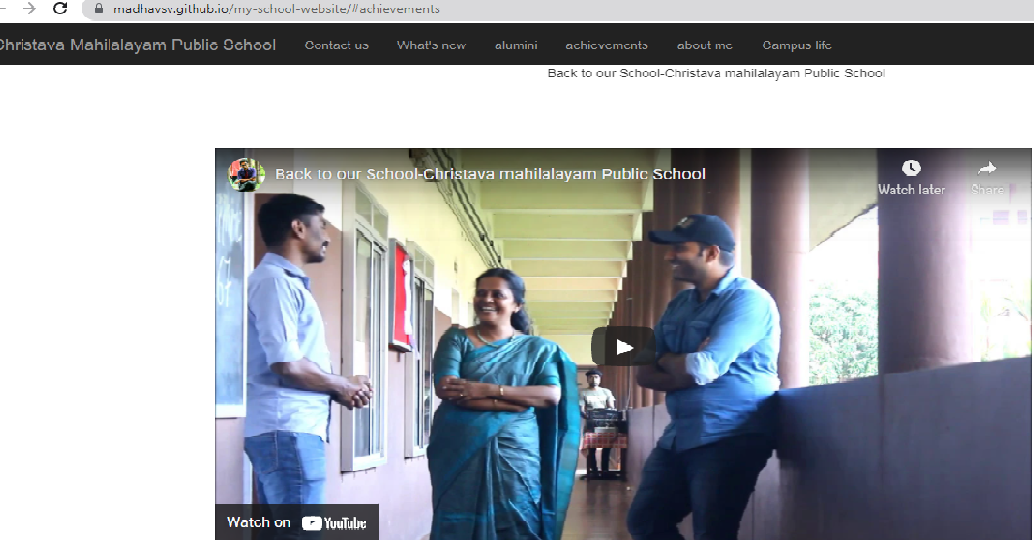 madhavsv.github.io/my-school-website/#achievements
Christava Mahilalayam Public School Contact us What's new alumini achievements about me Campus life
Back to our School-Christava mahilalayam Public School
Back to our School-Christava mahilalayam Public School
Watch later Share
Watch on YouTube